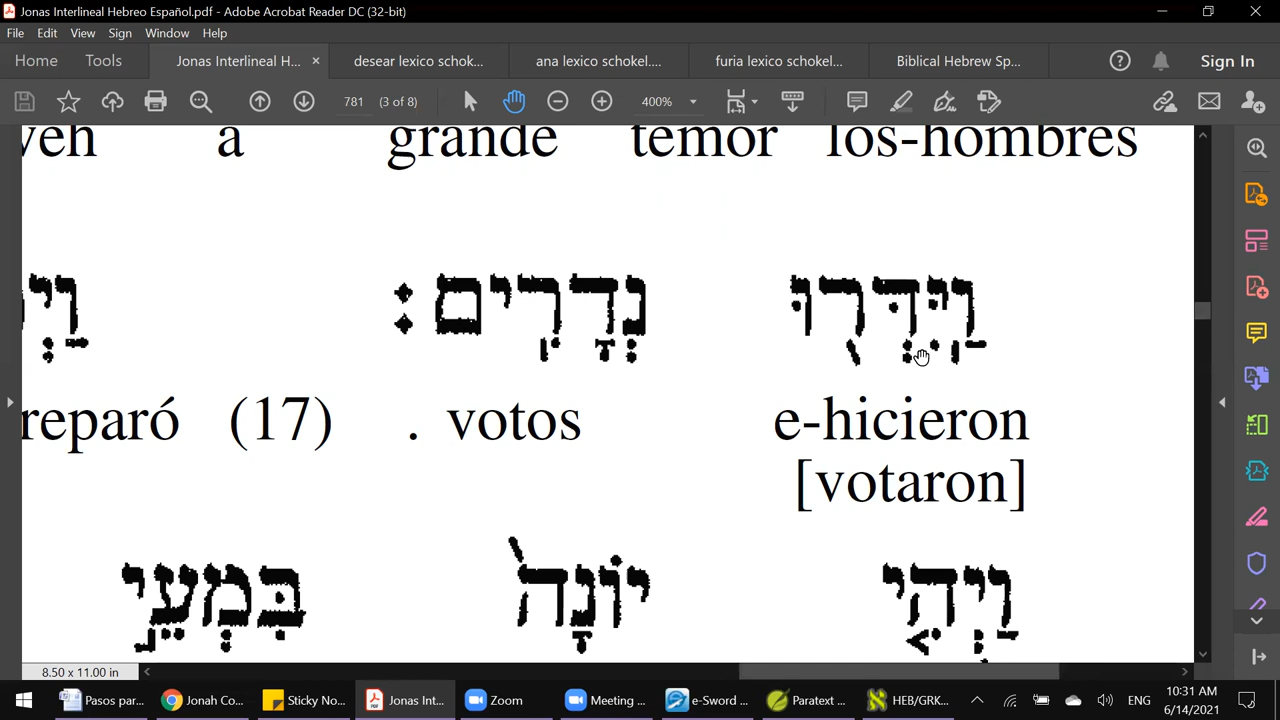 Jonas Interlineal Hebreo Español.pdf - Adobe Acrobat Reader DC (32-bit)
File Edit View Sign Window Help
Home Tools Jonas Interlineal H... × desear lexico schok... ana lexico schokel.... furia lexico schokel... Biblical Hebrew Sp... Sign In
781 (3 of 8) 400%
veh a grande temor los-hombres
וַֽיִּדְּר֖וּ נְדָרִֽים׃
reparó (17) . votos e-hicieron
[votaron]
וַיְהִ֤י יוֹנָה֙ בִּמְעֵ֣י
8.50 x 11.00 in
Pasos par... Jonah Co... Sticky No... Jonas Int... Zoom Meeting ... e-Sword ... Paratext ... HEB/GRK... ENG 10:31 AM
6/14/2021